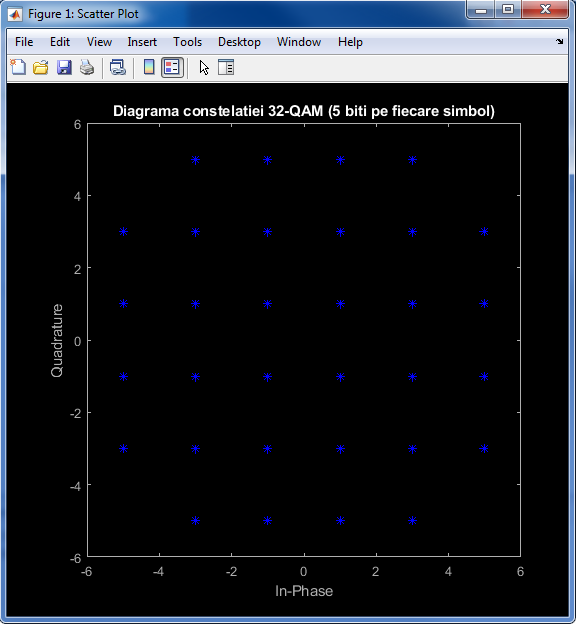 Figure 1: Scatter Plot
File Edit View Insert Tools Desktop Window Help
Diagrama constelatiei 32-QAM (5 biti pe fiecare simbol)
6
4
2
0
-2
-4
-6
Quadrature
-6 -4 -2 0 2 4 6
In-Phase